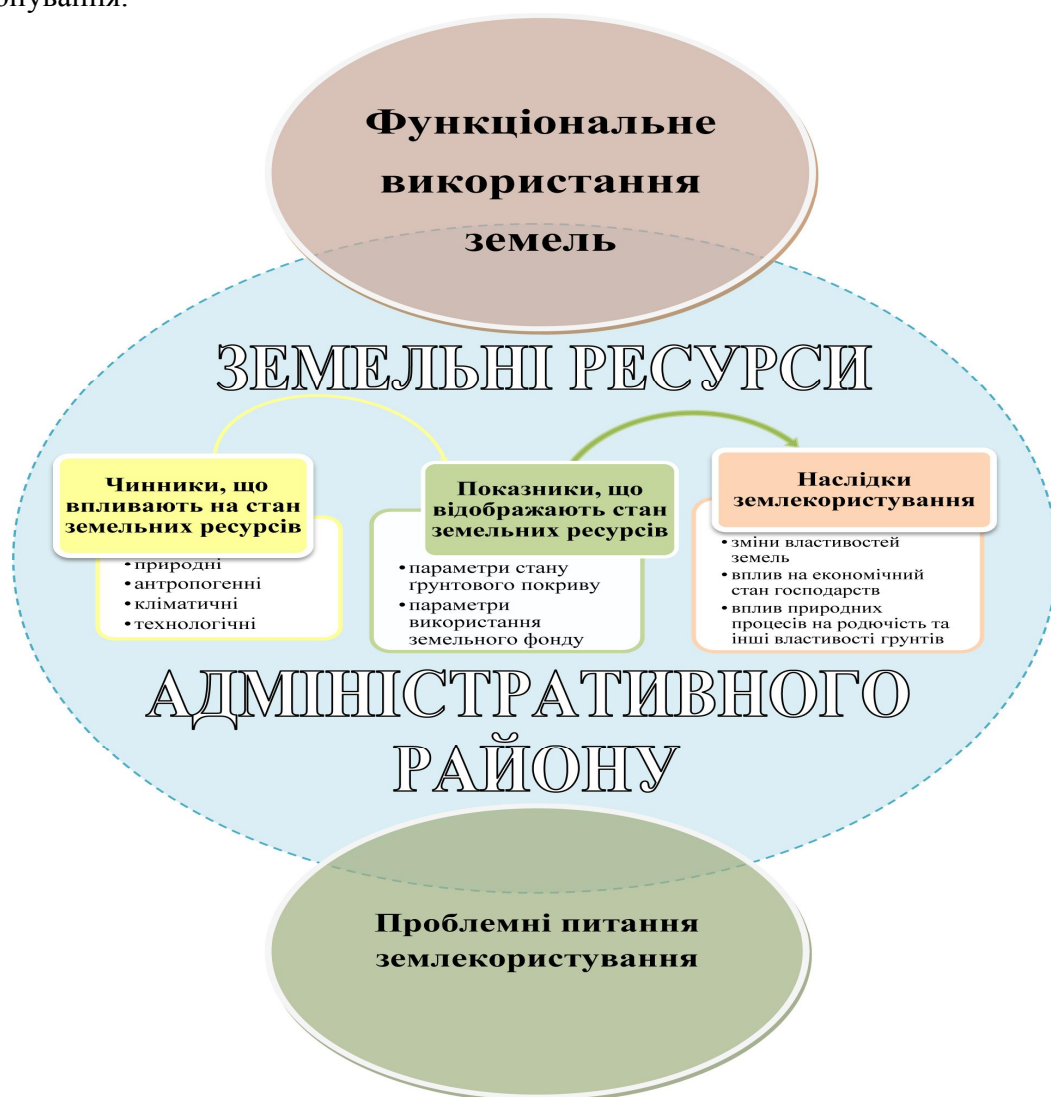 Функціональне
використання
земель
ЗЕМЕЛЬНІ РЕСУРСИ
Чинники, що
впливають на стан
земельних ресурсів
• природні
• антропогенні
• кліматичні
• технологічні
Показники, що
відображають стан
земельних ресурсів
• параметри стану
ґрунтового покриву
• параметри
використання
земельного фонду
Наслідки
землекористування
• зміни властивостей
земель
• вплив на економічний
стан господарств
• вплив природних
процесів на родючість та
інші властивості грунтів
АДМІНІСТРАТИВНОГО
РАЙОНУ
Проблемні питання
землекористування